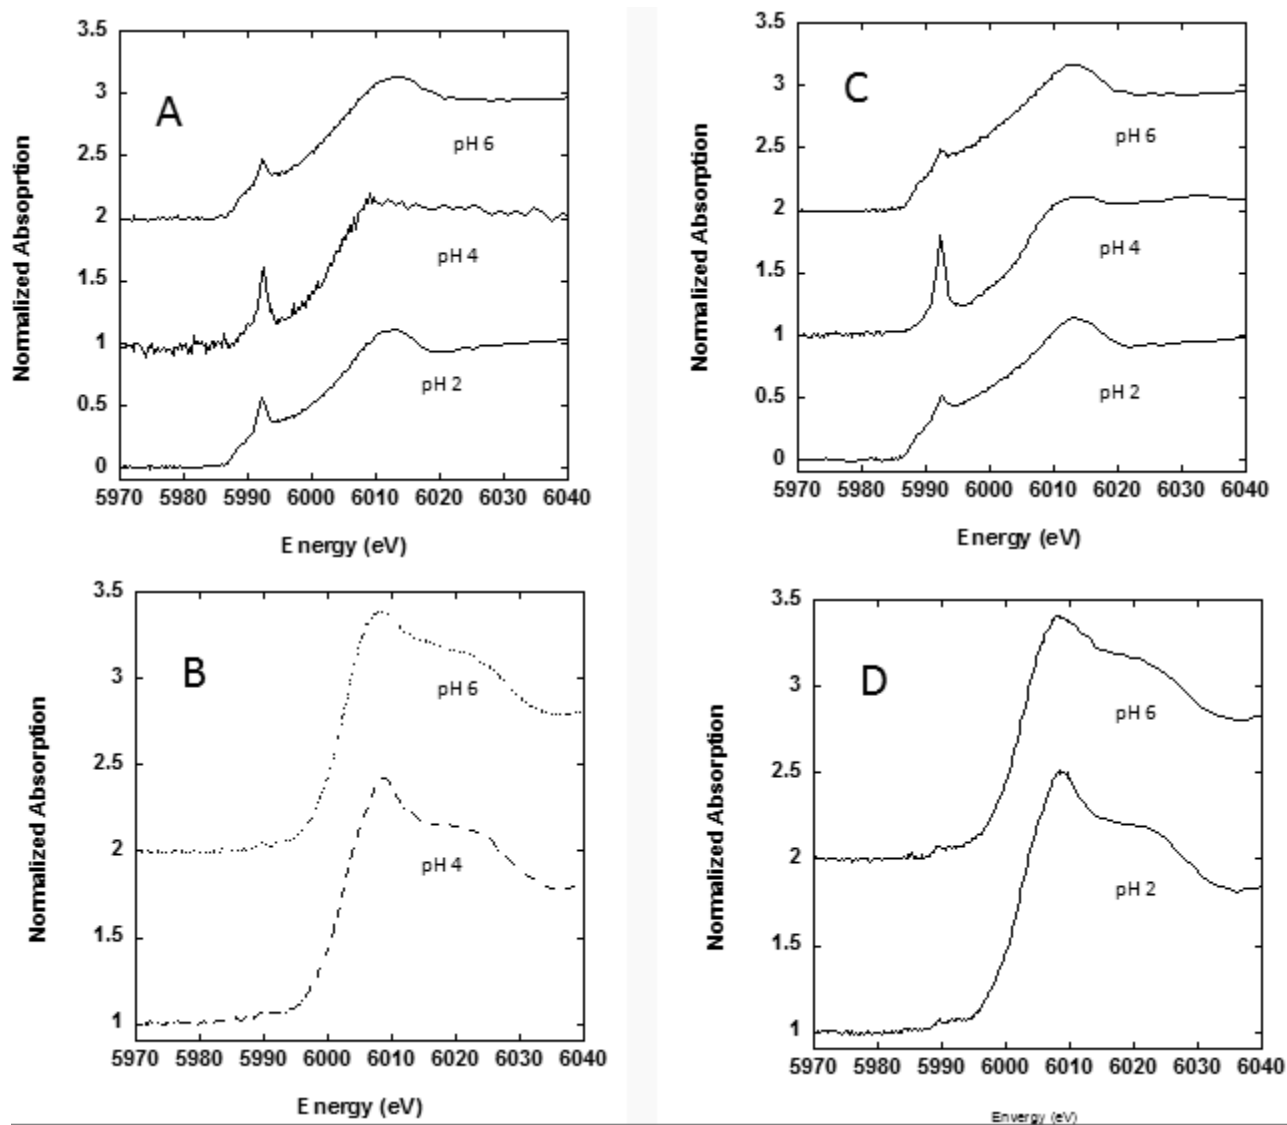 A
3.5
3
2.5
2
1.5
1
0.5
0
pH 6
pH 4
pH 2
5970 5980 5990 6000 6010 6020 6030 6040
Energy (eV)
Normalized Absoprtion
C
3.5
3
2.5
2
1.5
1
0.5
0
pH 6
pH 4
pH 2
5970 5980 5990 6000 6010 6020 6030 6040
Energy (eV)
Normalized Absorption
B
3.5
3
2.5
2
1.5
1
pH 6
pH 4
5970 5980 5990 6000 6010 6020 6030 6040
Energy (eV)
Normalized Absorption
D
3.5
3
2.5
2
1.5
1
pH 6
pH 2
5970 5980 5990 6000 6010 6020 6030 6040
Envergy (eV)
Normalized Absorption